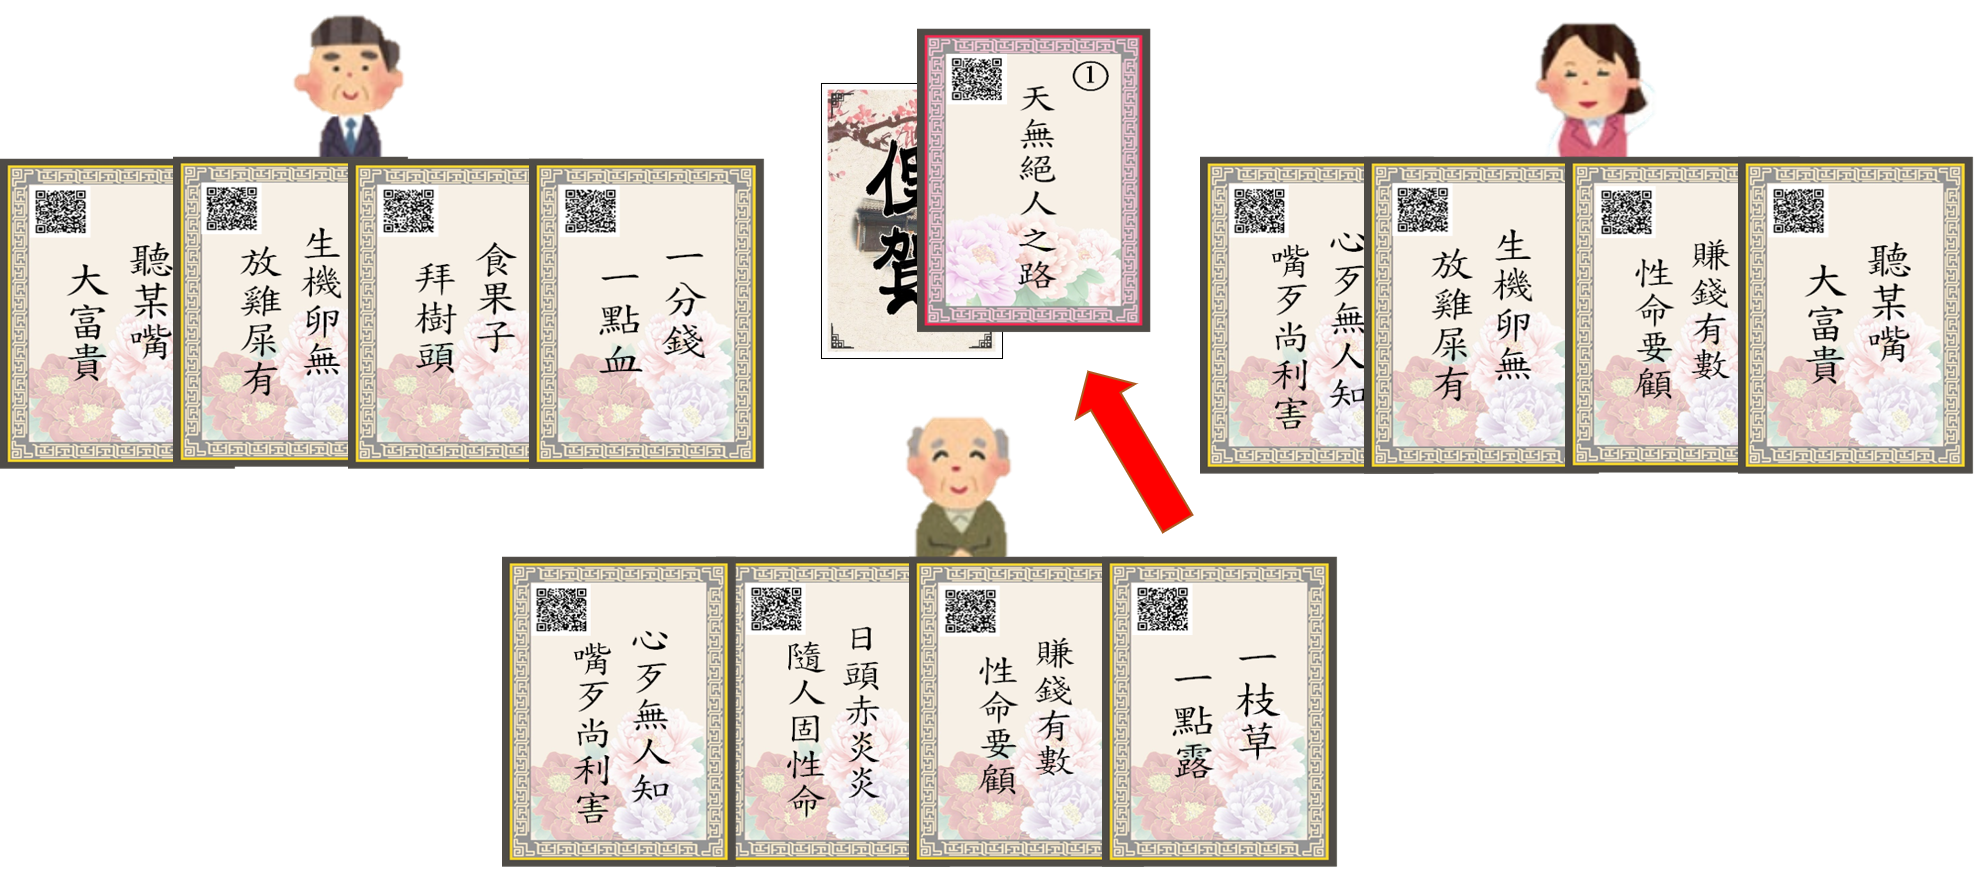 聽某嘴
大富貴
生機卵無
放雞屎有
食果子
拜樹頭
一分錢
一點血
天無絕人之路
①
心歹無人知
嘴歹尚利害
生機卵無
放雞屎有
賺錢有數
性命要顧
聽某嘴
大富貴
心歹無人知
嘴歹尚利害
日頭赤炎炎
隨人固性命
賺錢有數
性命要顧
一枝草
一點露